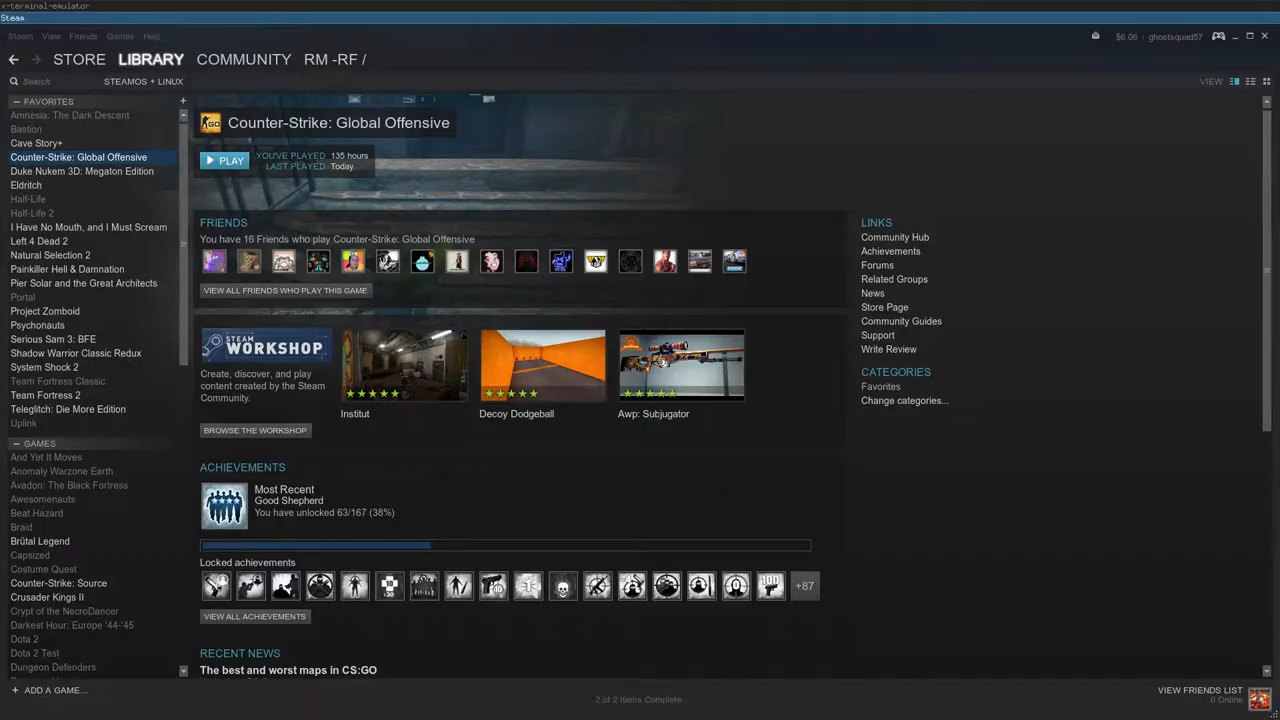 x-terminal-emulator
Steam
Steam View Friends Games Help
$6.06 ghostsquad57
STORE LIBRARY COMMUNITY RM -RF /
Search STEAMOS + LINUX
VIEW
FAVORITES
Amnesia: The Dark Descent
Bastion
Cave Story+
Counter-Strike: Global Offensive
Duke Nukem 3D: Megaton Edition
Eldritch
Half-Life
Half-Life 2
I Have No Mouth, and I Must Scream
Left 4 Dead 2
Natural Selection 2
Painkiller Hell & Damnation
Pier Solar and the Great Architects
Portal
Project Zomboid
Psychonauts
Serious Sam 3: BFE
Shadow Warrior Classic Redux
System Shock 2
Team Fortress Classic
Team Fortress 2
Teleglitch: Die More Edition
Uplink
GAMES
And Yet It Moves
Anomaly Warzone Earth
Avadon: The Black Fortress
Awesomenauts
Beat Hazard
Braid
Brütal Legend
Capsized
Costume Quest
Counter-Strike: Source
Crusader Kings II
Crypt of the NecroDancer
Darkest Hour: Europe '44-'45
Dota 2
Dota 2 Test
Dungeon Defenders
+ ADD A GAME...
GO
Counter-Strike: Global Offensive
PLAY
YOU'VE PLAYED 135 hours
LAST PLAYED Today
FRIENDS
You have 16 Friends who play Counter-Strike: Global Offensive
VIEW ALL FRIENDS WHO PLAY THIS GAME
STEAM
WORKSHOP
Create, discover, and play
content created by the Steam
Community.
BROWSE THE WORKSHOP
Institut
Decoy Dodgeball
Awp: Subjugator
ACHIEVEMENTS
Most Recent
Good Shepherd
You have unlocked 63/167 (38%)
Locked achievements
100
+87
VIEW ALL ACHIEVEMENTS
RECENT NEWS
The best and worst maps in CS:GO
LINKS
Community Hub
Achievements
Forums
Related Groups
News
Store Page
Community Guides
Support
Write Review
CATEGORIES
Favorites
Change categories...
2 of 2 Items Complete
VIEW FRIENDS LIST
0 Online